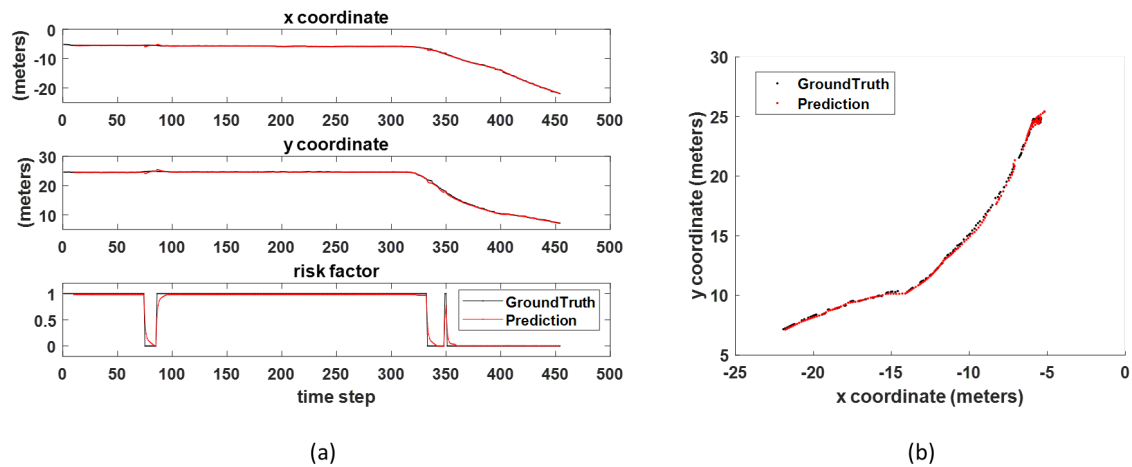 x coordinate
0
-10
-20
(meters)
0 50 100 150 200 250 300 350 400 450 500
y coordinate
30
20
10
(meters)
0 50 100 150 200 250 300 350 400 450 500
risk factor
1
0.5
0
GroundTruth
Prediction
0 50 100 150 200 250 300 350 400 450 500
time step
(a)
30
25
20
15
10
5
y coordinate (meters)
GroundTruth
Prediction
-25 -20 -15 -10 -5 0
x coordinate (meters)
(b)